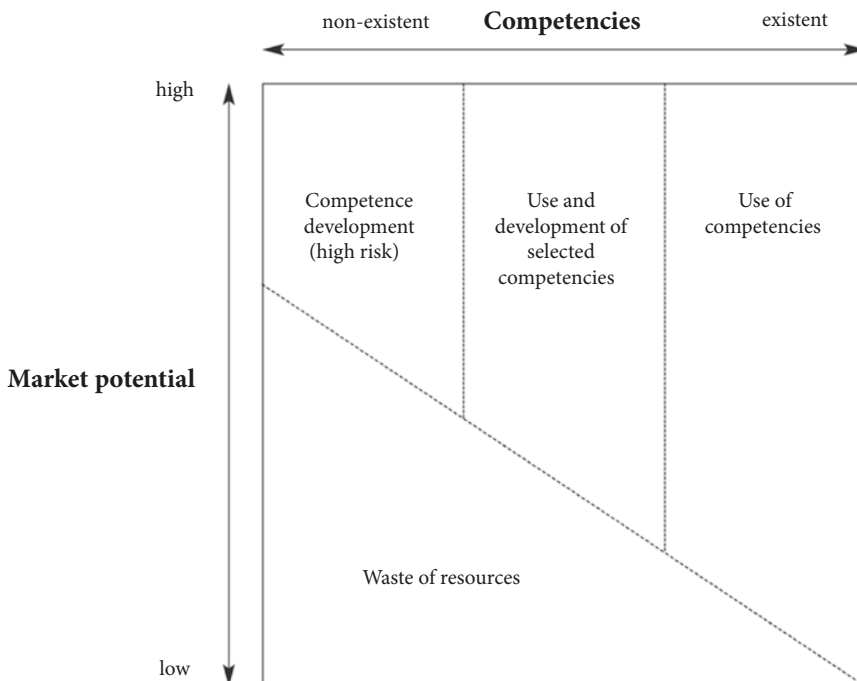 non-existent Competencies existent
high
Competence
development
(high risk)
Use and
development of
selected
competencies
Use of
competencies
Market potential
Waste of resources
low